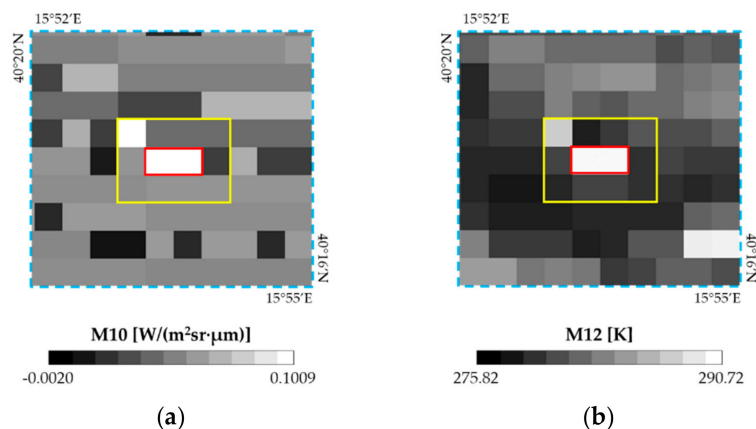 15°52′E
40°20′N
40°16′N
15°55′E
M10 [W/(m²sr·µm)]
-0.0020 0.1009
(a)
15°52′E
40°20′N
40°16′N
15°55′E
M12 [K]
275.82 290.72
(b)